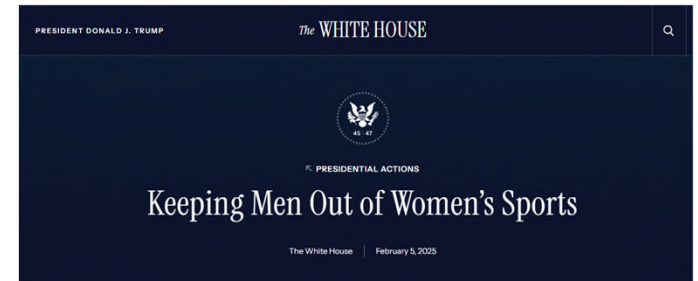 PRESIDENT DONALD J. TRUMP
The WHITE HOUSE
45 47
PRESIDENTIAL ACTIONS
Keeping Men Out of Women’s Sports
The White House
February 5, 2025